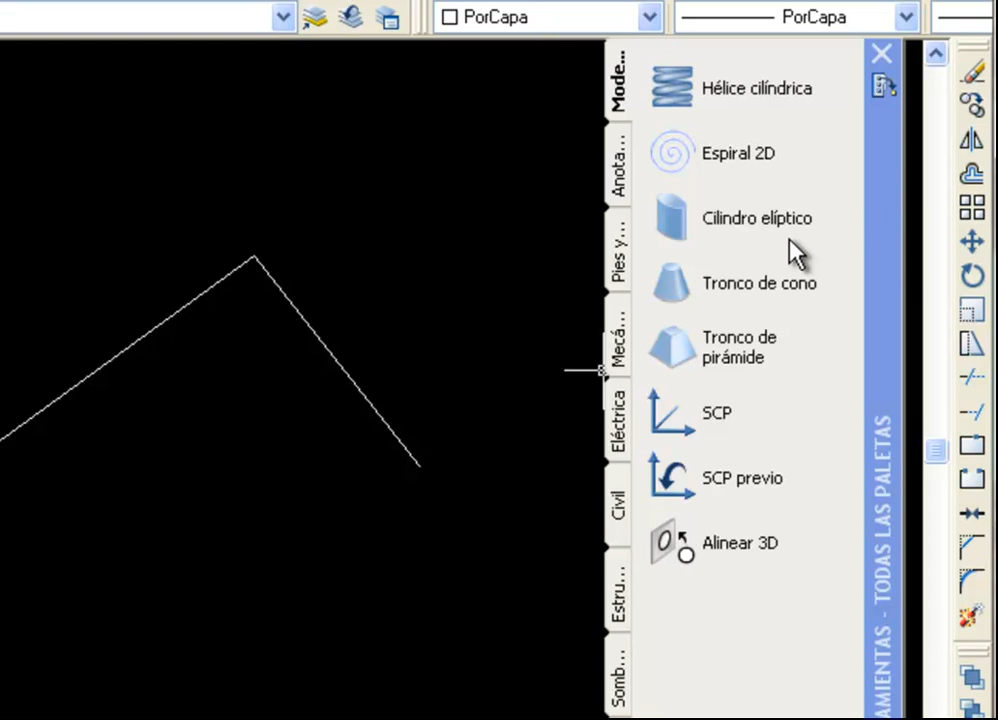 PorCapa
PorCapa
Mode...
Anota...
Pies y...
Mecá...
Eléctrica
Civil
Estru...
Somb...
Hélice cilíndrica
Espiral 2D
Cilindro elíptico
Tronco de cono
Tronco de
pirámide
SCP
SCP previo
Alinear 3D
AMIENTAS - TODAS LAS PALETAS